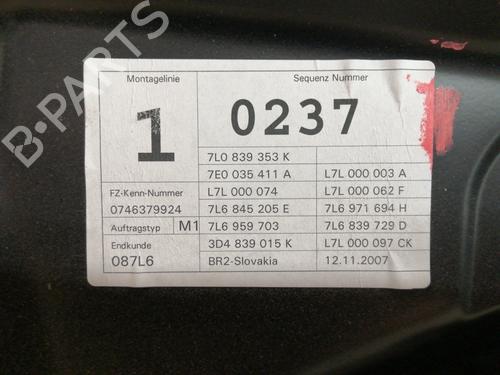 B-PARTS
Montagelinie
Sequenz Nummer
1
0237
7L0 839 353 K
7E0 035 411 A
L7L 000 003 A
FZ-Kenn-Nummer
L7L 000 074
L7L 000 062 F
0746379924
7L6 845 205 E
7L6 971 694 H
Auftragstyp
M1
7L6 959 703
7L6 839 729 D
Endkunde
3D4 839 015 K
L7L 000 097 CK
087L6
BR2-Slovakia
12.11.2007